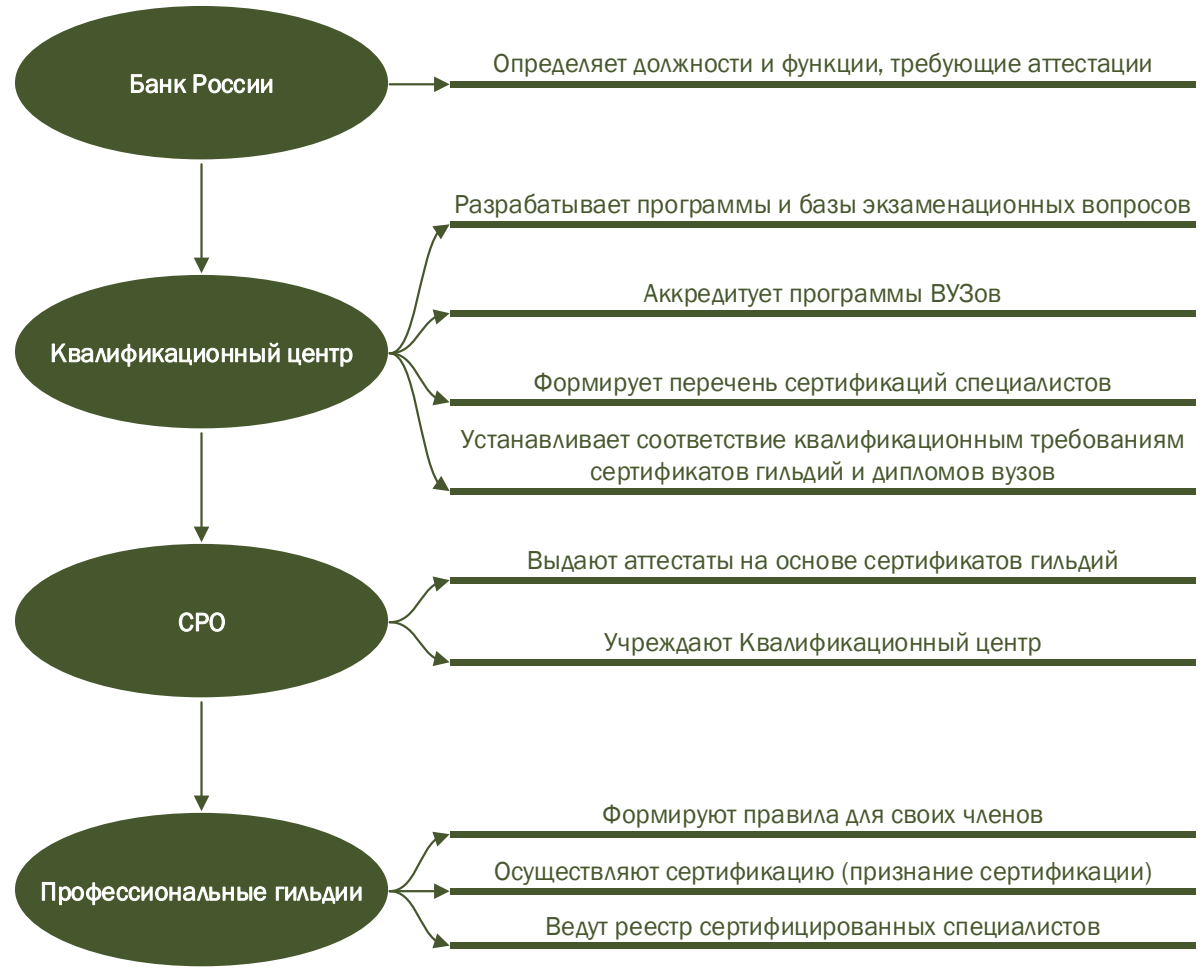 Банк России
Определяет должности и функции, требующие аттестации
Разрабатывает программы и базы экзаменационных вопросов
Аккредитует программы ВУЗов
Квалификационный центр
Формирует перечень сертификаций специалистов
Устанавливает соответствие квалификационным требованиям
сертификатов гильдий и дипломов вузов
Выдают аттестаты на основе сертификатов гильдий
СРО
Учреждают Квалификационный центр
Формируют правила для своих членов
Осуществляют сертификацию (признание сертификации)
Профессиональные гильдии
Ведут реестр сертифицированных специалистов